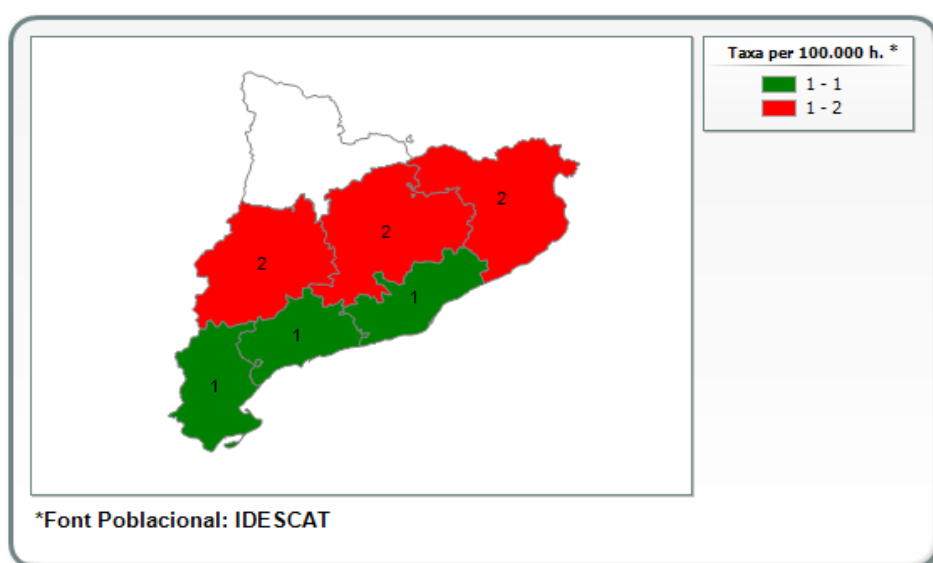 Taxa per 100.000 h. *
1 - 1
1 - 2
2
2
2
1
1
1
*Font Poblacional: IDESCAT